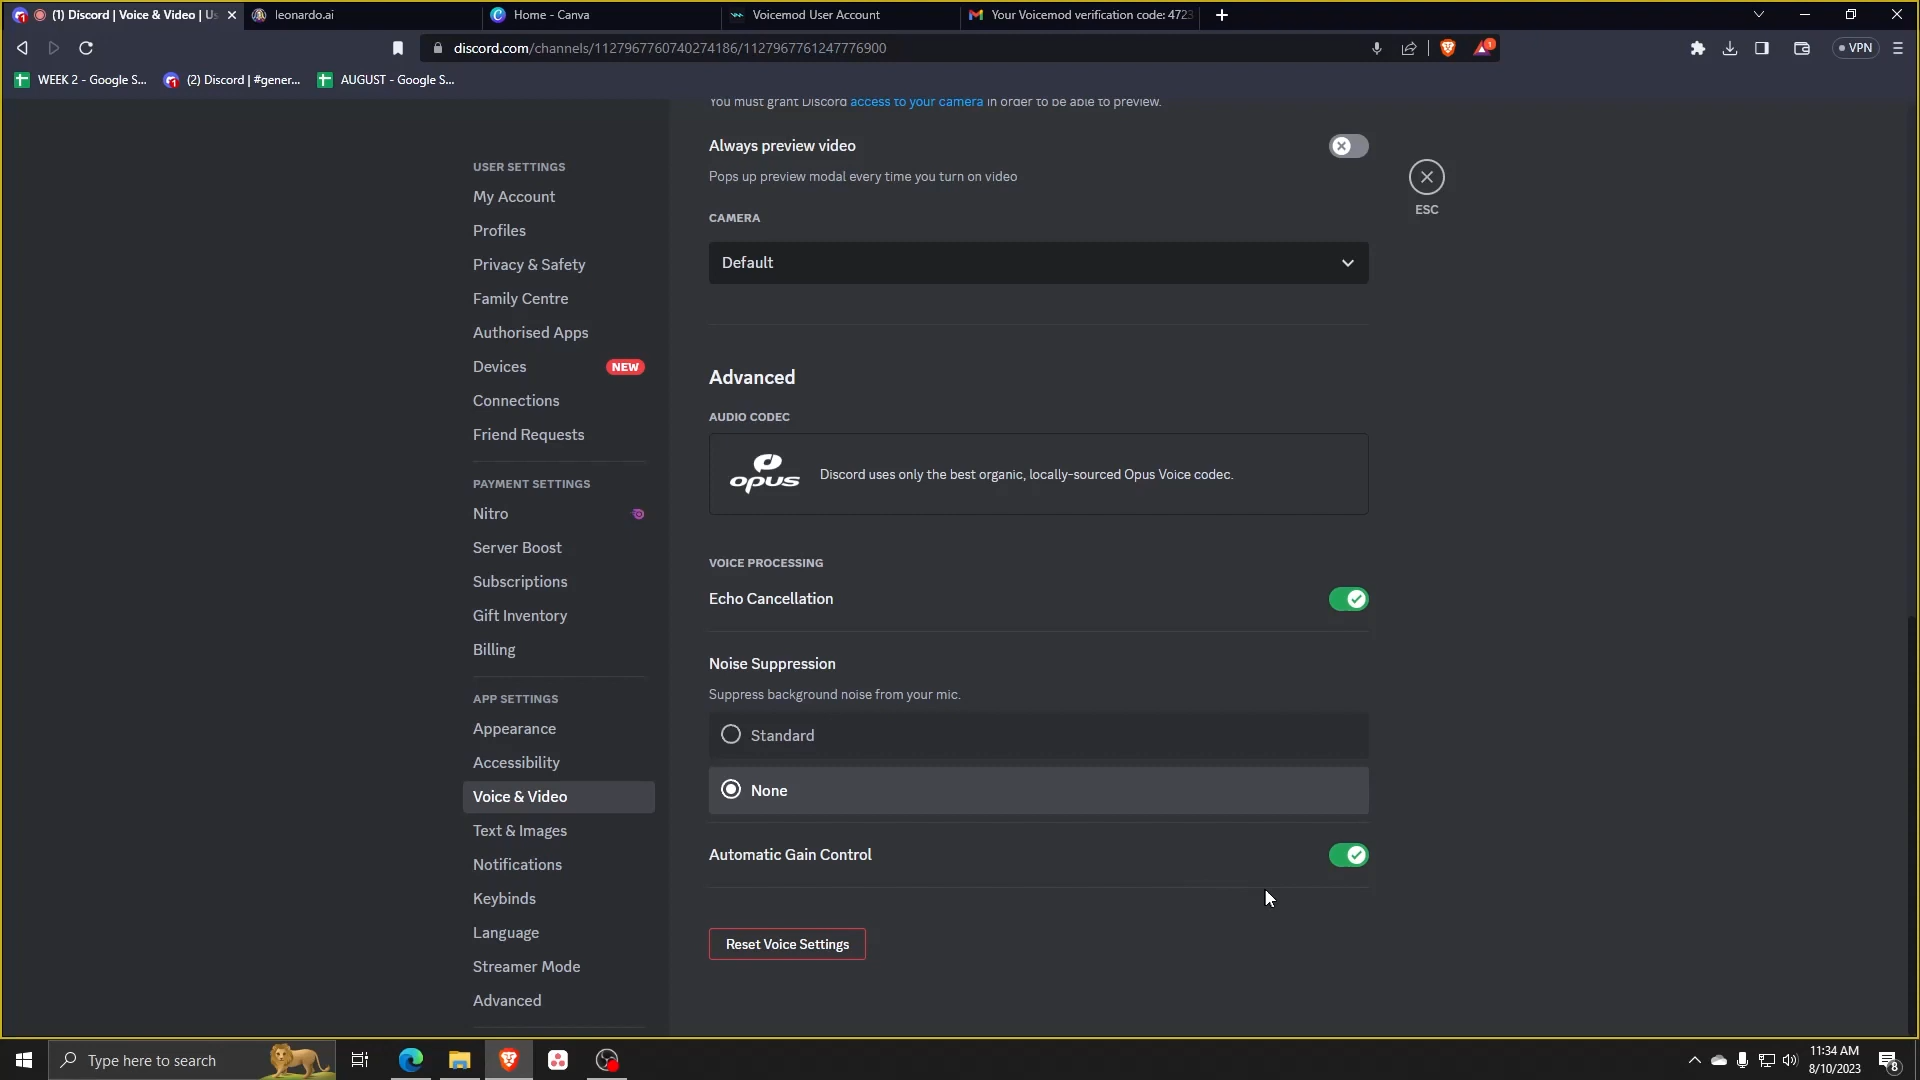 (1) Discord | Voice & Video | Us
leonardo.ai
Home - Canva
Voicemod User Account
Your Voicemod verification code: 4723
discord.com/channels/1127967760740274186/1127967761247776900
1
VPN
WEEK 2 - Google S...
(2) Discord | #gener...
AUGUST - Google S...
You must grant Discord access to your camera in order to be able to preview.
Always preview video
Pops up preview modal every time you turn on video
ESC
CAMERA
Default
Advanced
AUDIO CODEC
opus
Discord uses only the best organic, locally-sourced Opus Voice codec.
VOICE PROCESSING
Echo Cancellation
Noise Suppression
Suppress background noise from your mic.
Standard
None
Automatic Gain Control
Reset Voice Settings
USER SETTINGS
My Account
Profiles
Privacy & Safety
Family Centre
Authorised Apps
Devices NEW
Connections
Friend Requests
PAYMENT SETTINGS
Nitro
Server Boost
Subscriptions
Gift Inventory
Billing
APP SETTINGS
Appearance
Accessibility
Voice & Video
Text & Images
Notifications
Keybinds
Language
Streamer Mode
Advanced
Type here to search
11:34 AM
8/10/2023
8